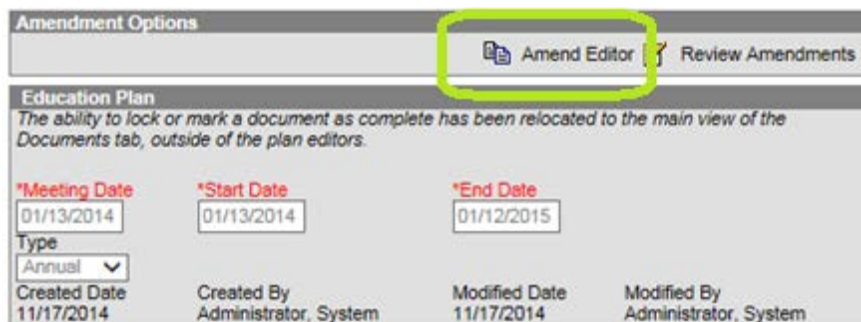 Amendment Options
Amend Editor Review Amendments
Education Plan
The ability to lock or mark a document as complete has been relocated to the main view of the
Documents tab, outside of the plan editors.
*Meeting Date *Start Date *End Date
01/13/2014 01/13/2014 01/12/2015
Type
Annual
Created Date Created By Modified Date Modified By
11/17/2014 Administrator, System 11/17/2014 Administrator, System